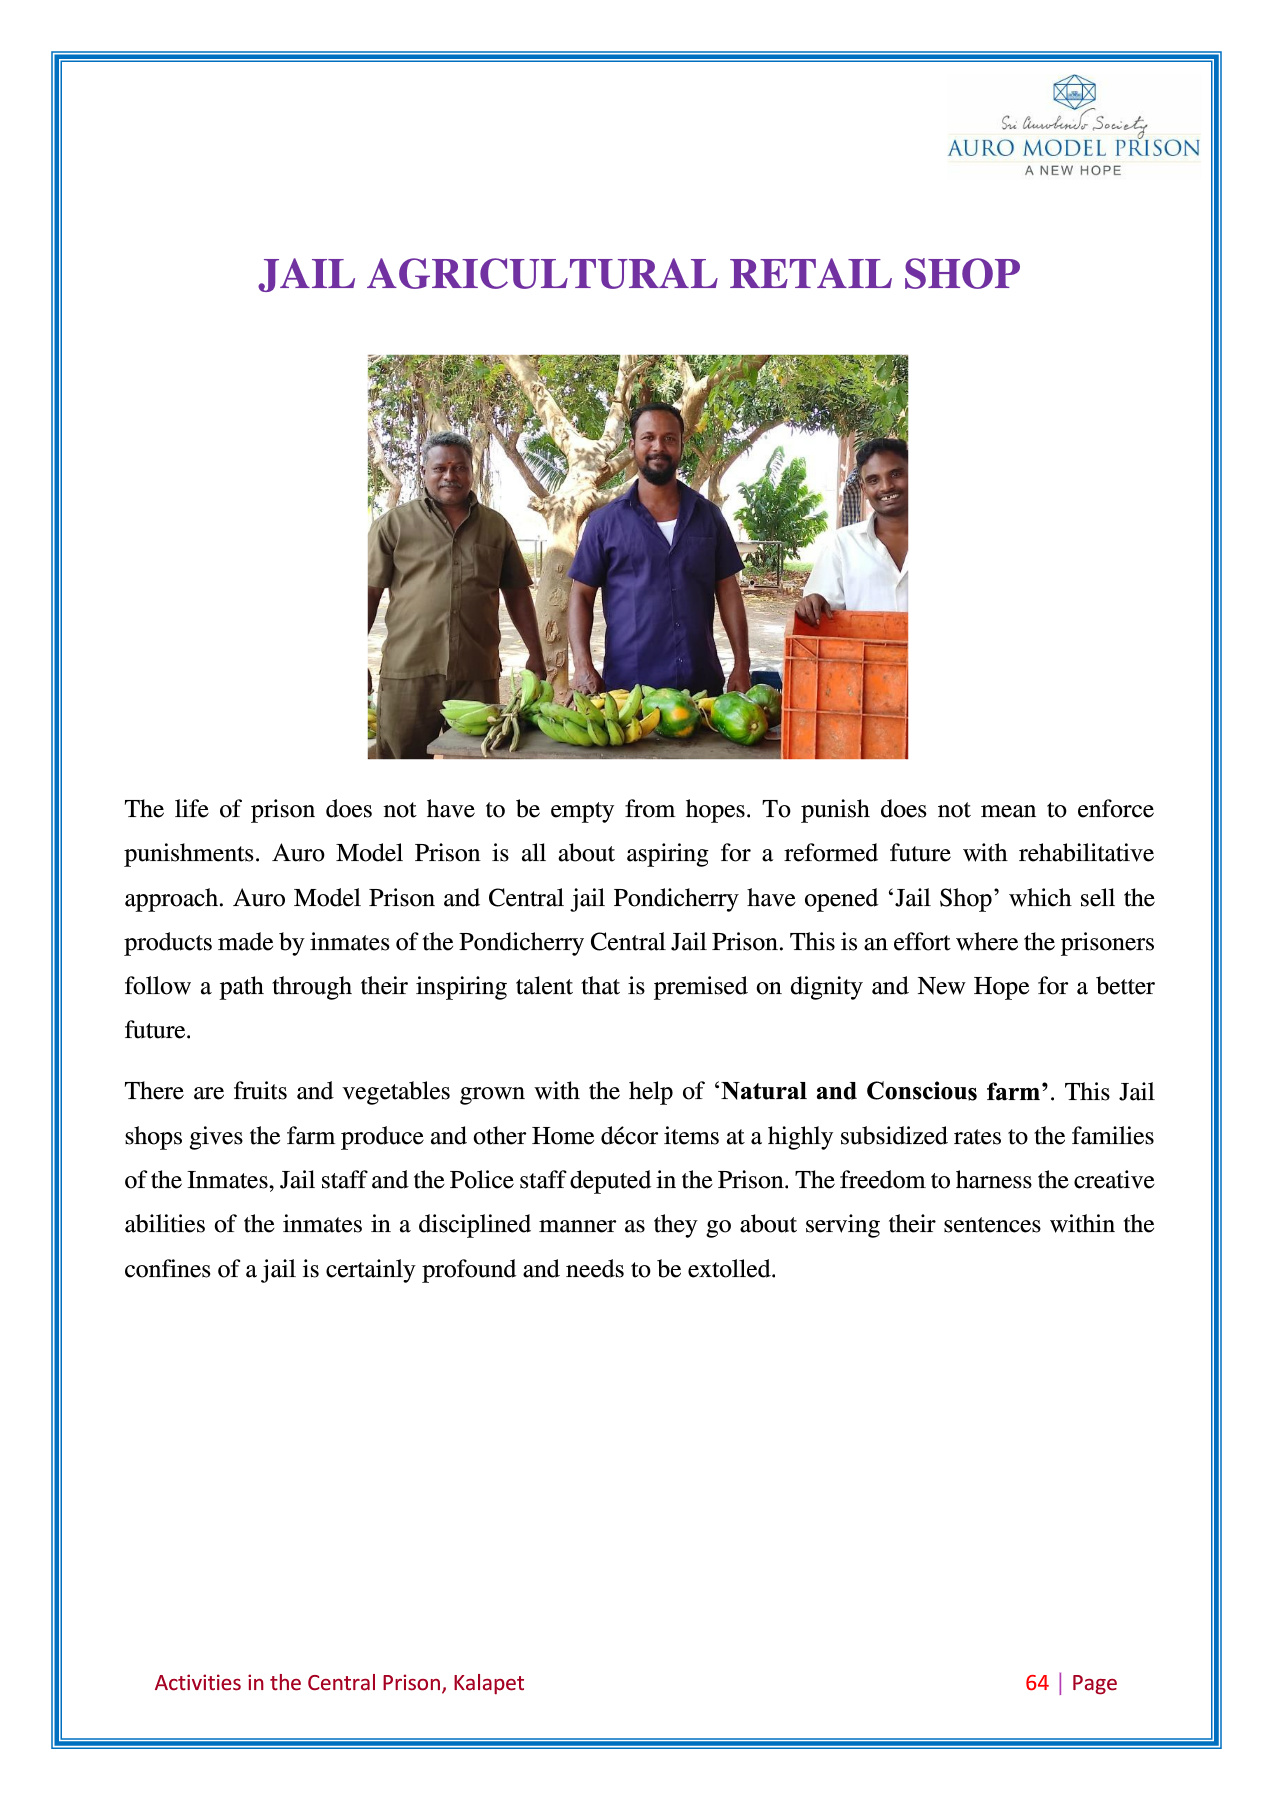 Sri Aurobindo Society
AURO MODEL PRISON
A NEW HOPE
JAIL AGRICULTURAL RETAIL SHOP
The life of prison does not have to be empty from hopes. To punish does not mean to enforce
punishments. Auro Model Prison is all about aspiring for a reformed future with rehabilitative
approach. Auro Model Prison and Central jail Pondicherry have opened ‘Jail Shop’ which sell the
products made by inmates of the Pondicherry Central Jail Prison. This is an effort where the prisoners
follow a path through their inspiring talent that is premised on dignity and New Hope for a better
future.
There are fruits and vegetables grown with the help of ‘Natural and Conscious farm’. This Jail
shops gives the farm produce and other Home décor items at a highly subsidized rates to the families
of the Inmates, Jail staff and the Police staff deputed in the Prison. The freedom to harness the creative
abilities of the inmates in a disciplined manner as they go about serving their sentences within the
confines of a jail is certainly profound and needs to be extolled.
Activities in the Central Prison, Kalapet 64 | Page